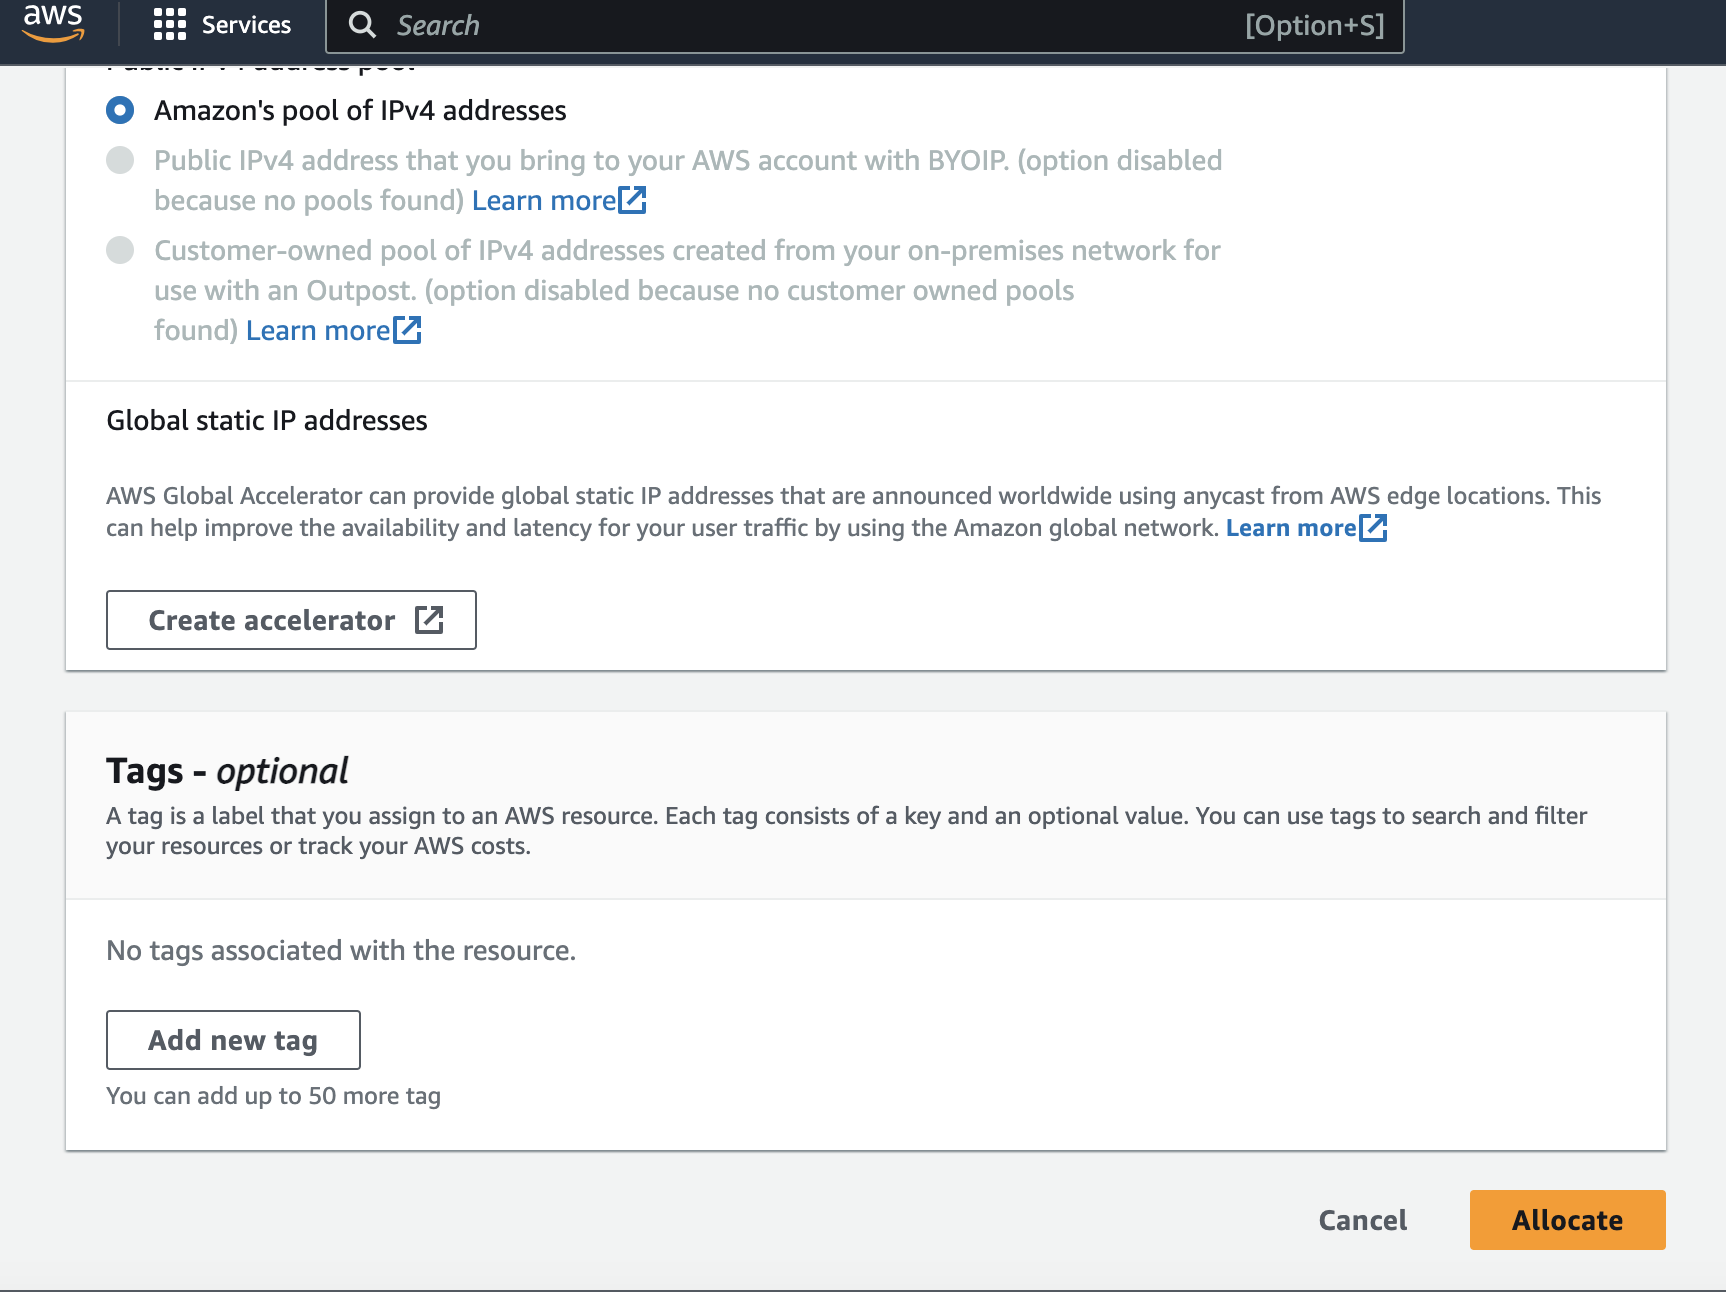 aws
Services
Search
[Option+S]
Public IPv4 address pool
Amazon's pool of IPv4 addresses
Public IPv4 address that you bring to your AWS account with BYOIP. (option disabled
because no pools found) Learn more
Customer-owned pool of IPv4 addresses created from your on-premises network for
use with an Outpost. (option disabled because no customer owned pools
found) Learn more
Global static IP addresses
AWS Global Accelerator can provide global static IP addresses that are announced worldwide using anycast from AWS edge locations. This
can help improve the availability and latency for your user traffic by using the Amazon global network. Learn more
Create accelerator
Tags - optional
A tag is a label that you assign to an AWS resource. Each tag consists of a key and an optional value. You can use tags to search and filter
your resources or track your AWS costs.
No tags associated with the resource.
Add new tag
You can add up to 50 more tag
Cancel
Allocate